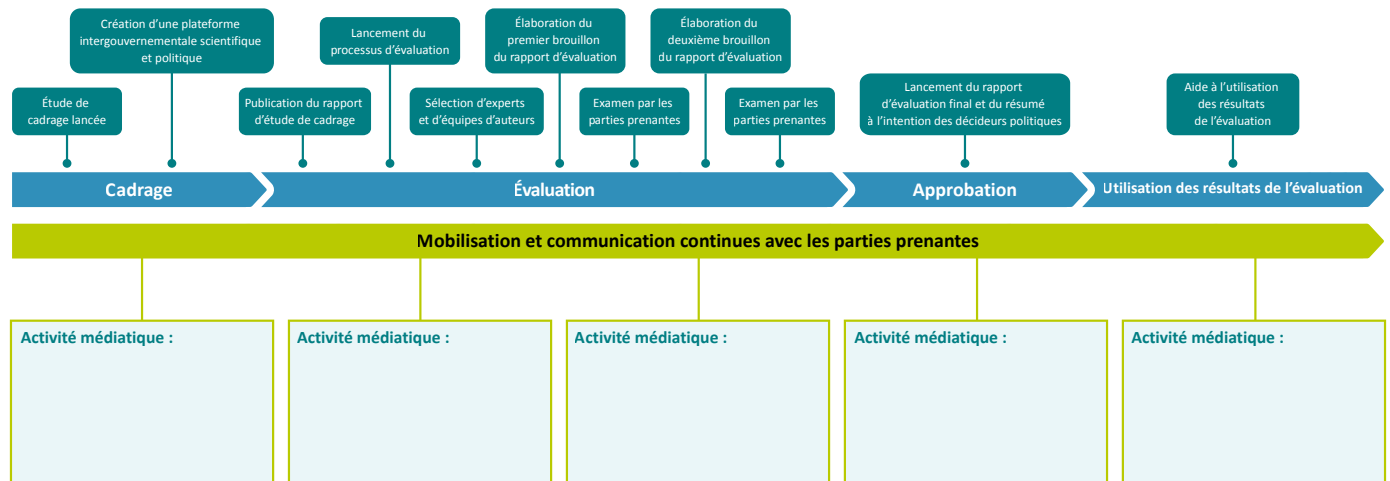 Création d’une plateforme
intergouvernementale scientifique
et politique
Lancement du
processus d’évaluation
Élaboration du
premier brouillon
du rapport d’évaluation
Élaboration du
deuxième brouillon
du rapport d’évaluation
Étude de
cadrage lancée
Publication du rapport
d’étude de cadrage
Sélection d’experts
et d’équipes d’auteurs
Examen par les
parties prenantes
Examen par les
parties prenantes
Lancement du rapport
d’évaluation final et du résumé
à l’intention des décideurs politiques
Aide à l’utilisation
des résultats
de l’évaluation
Cadrage
Évaluation
Approbation
Utilisation des résultats de l’évaluation
Mobilisation et communication continues avec les parties prenantes
Activité médiatique :
Activité médiatique :
Activité médiatique :
Activité médiatique :
Activité médiatique :